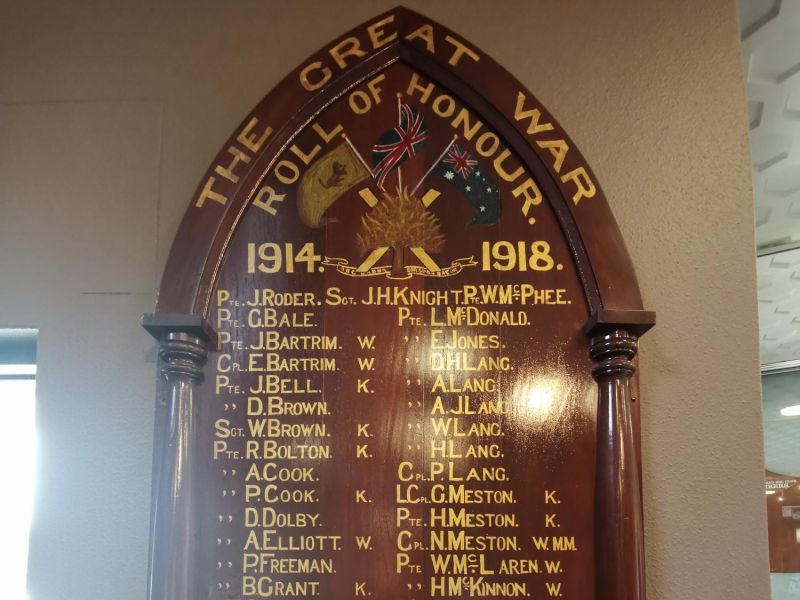 THE GREAT WAR
ROLL OF HONOUR.
1914. 1918.
PTE. J. RODER. SGT. J.H. KNIGHT. PTE. W. McPHEE.
PTE. G. BALE. PTE. L. McDONALD.
PTE. J. BARTRIM. W. ,, E. JONES.
CPL. E. BARTRIM. W. ,, D.H. LANG.
PTE. J. BELL. K. ,, A. LANG.
,, D. BROWN. ,, A.J. LANG.
SGT. W. BROWN. K. ,, W. LANG.
PTE. R. BOLTON. K. ,, H. LANG.
,, A. COOK. CPL. P. LANG.
,, P. COOK. K. L.CPL. G. MESTON. K.
,, D. DOLBY. PTE. H. MESTON. K.
,, A. ELLIOTT. W. CPL. N. MESTON. W. M.M.
,, P. FREEMAN. PTE W. McLAREN. W.
,, B. GRANT. K. ,, H. McKINNON. W.